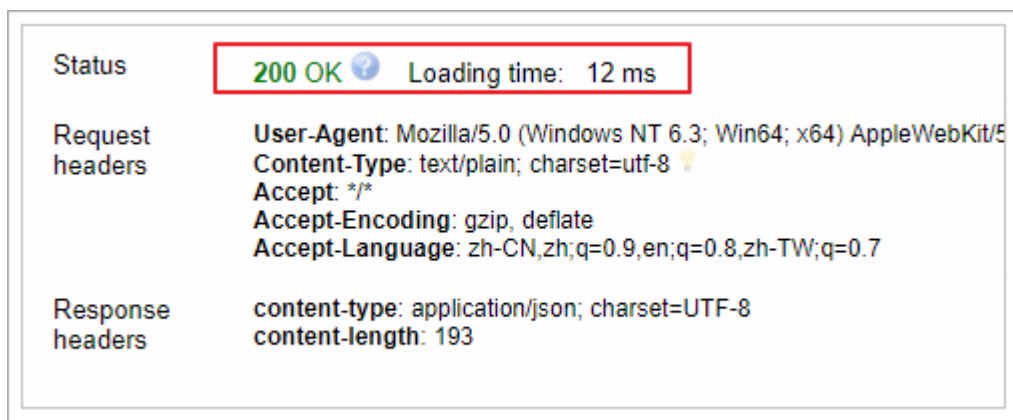 Status 200 OK ? Loading time: 12 ms
Request headers
User-Agent: Mozilla/5.0 (Windows NT 6.3; Win64; x64) AppleWebKit/5
Content-Type: text/plain; charset=utf-8
Accept: */*
Accept-Encoding: gzip, deflate
Accept-Language: zh-CN,zh;q=0.9,en;q=0.8,zh-TW;q=0.7
Response headers
content-type: application/json; charset=UTF-8
content-length: 193